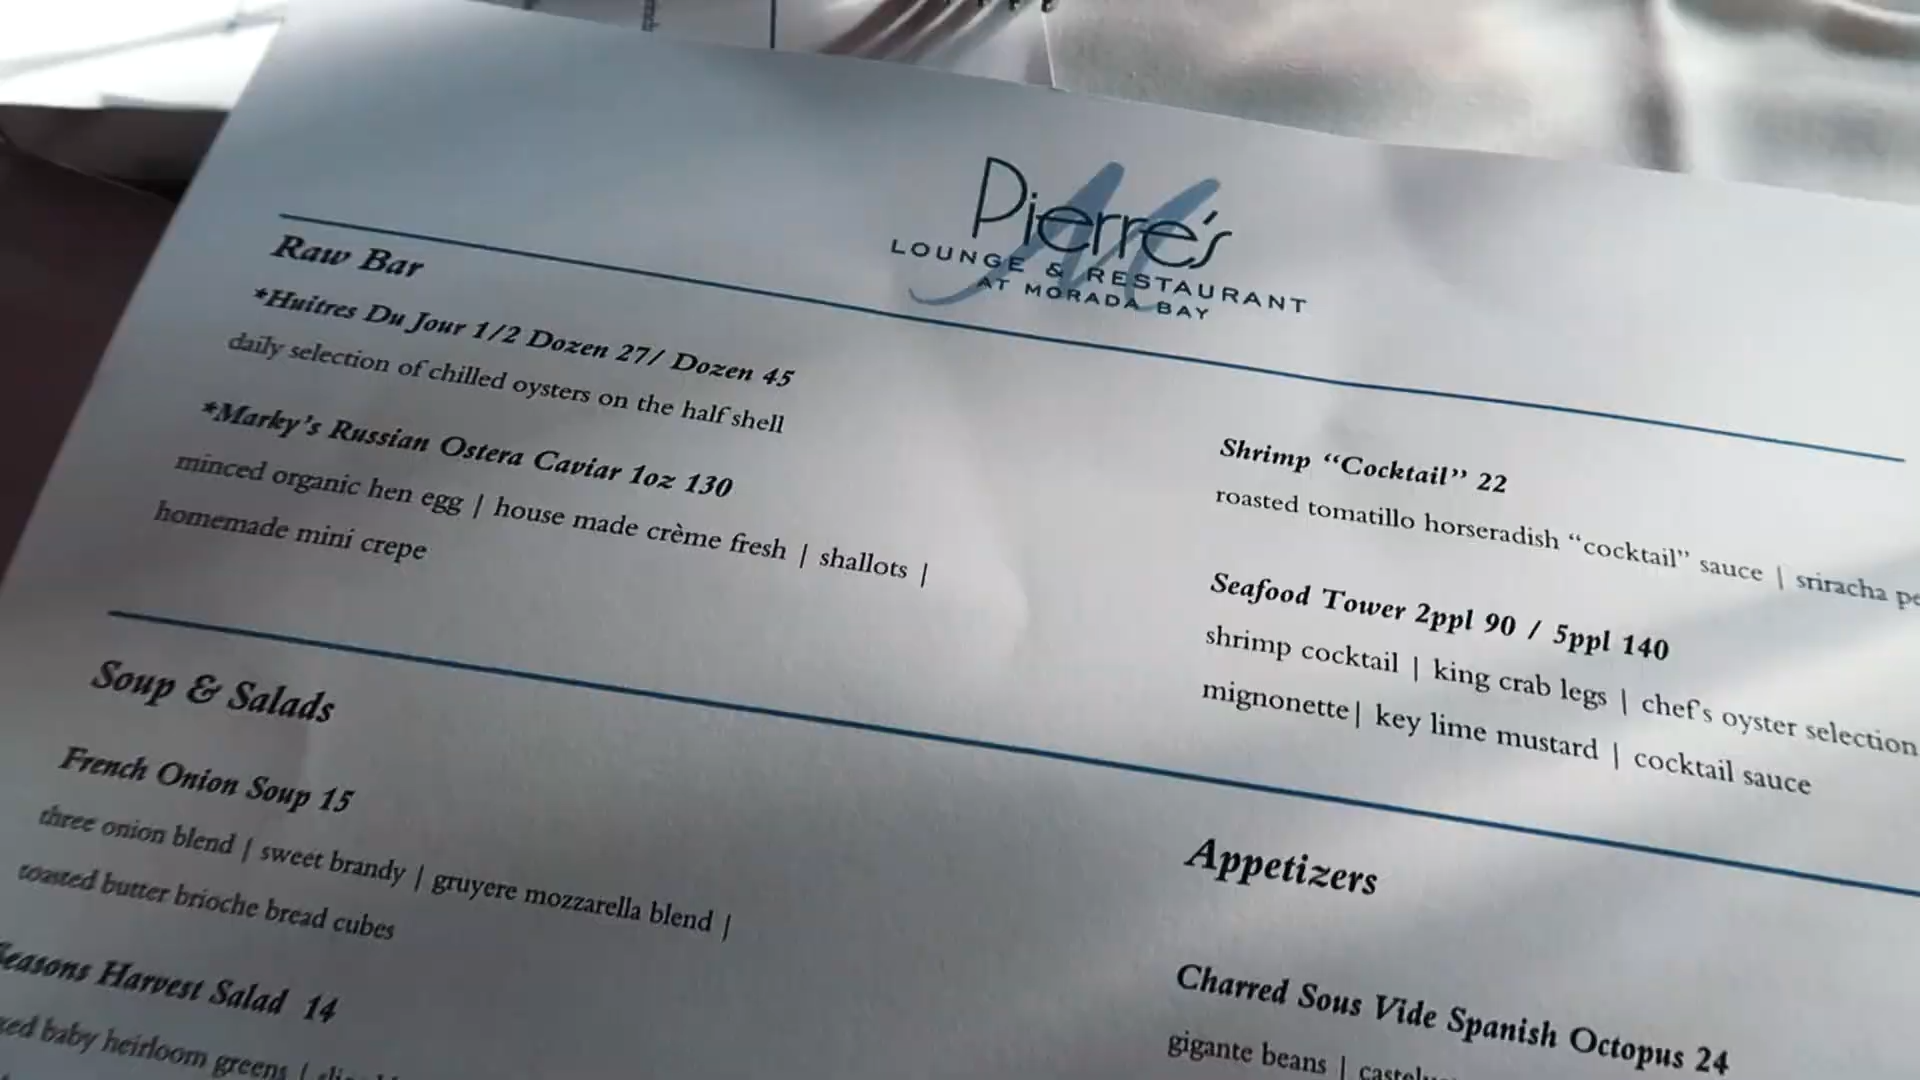 Pierre's
LOUNGE & RESTAURANT
AT MORADA BAY
Raw Bar
*Huitres Du Jour 1/2 Dozen 27/ Dozen 45
daily selection of chilled oysters on the half shell
*Marky's Russian Ostera Caviar 1oz 130
minced organic hen egg | house made crème fresh | shallots |
homemade mini crepe
Shrimp “Cocktail” 22
roasted tomatillo horseradish “cocktail” sauce | sriracha
Seafood Tower 2ppl 90 / 5ppl 140
shrimp cocktail | king crab legs | chef's oyster selection
mignonette| key lime mustard | cocktail sauce
Soup & Salads
French Onion Soup 15
three onion blend | sweet brandy | gruyere mozzarella blend |
toasted butter brioche bread cubes
Seasons Harvest Salad 14
baby heirloom greens |
Appetizers
Charred Sous Vide Spanish Octopus 24
gigante beans |